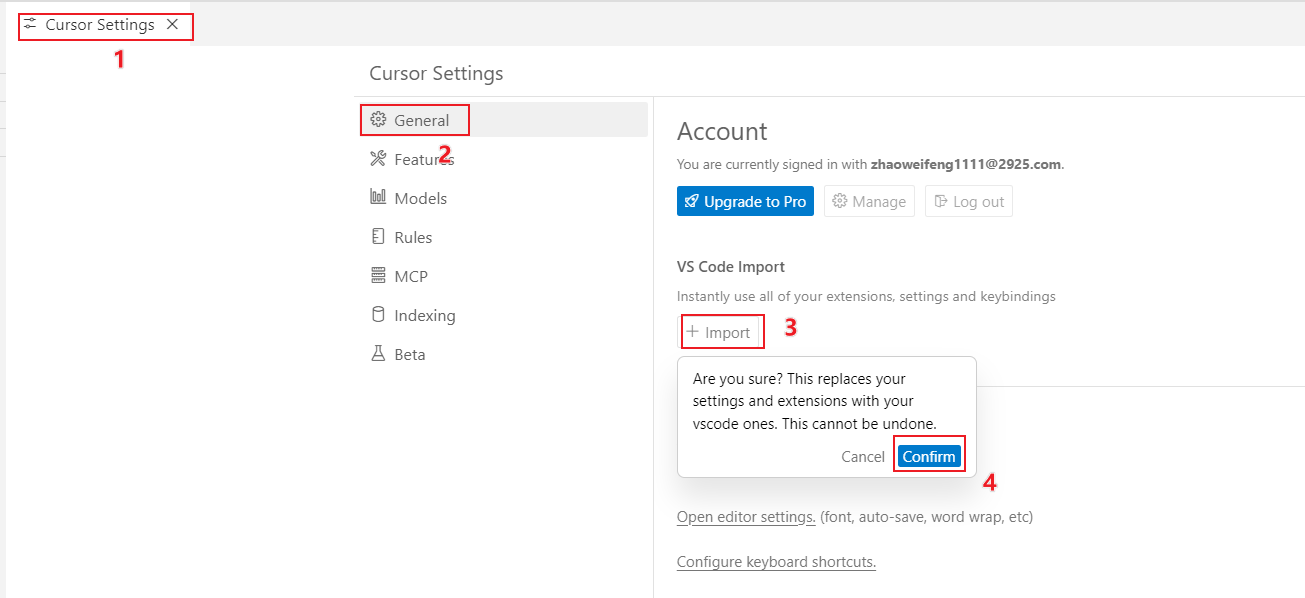 Cursor Settings
1
Cursor Settings
General
2
Features
Models
Rules
MCP
Indexing
Beta
Account
You are currently signed in with zhaoweifeng1111@2925.com.
Upgrade to Pro
Manage
Log out
VS Code Import
Instantly use all of your extensions, settings and keybindings
+ Import
3
Are you sure? This replaces your
settings and extensions with your
vscode ones. This cannot be undone.
Cancel
Confirm
4
Open editor settings. (font, auto-save, word wrap, etc)
Configure keyboard shortcuts.